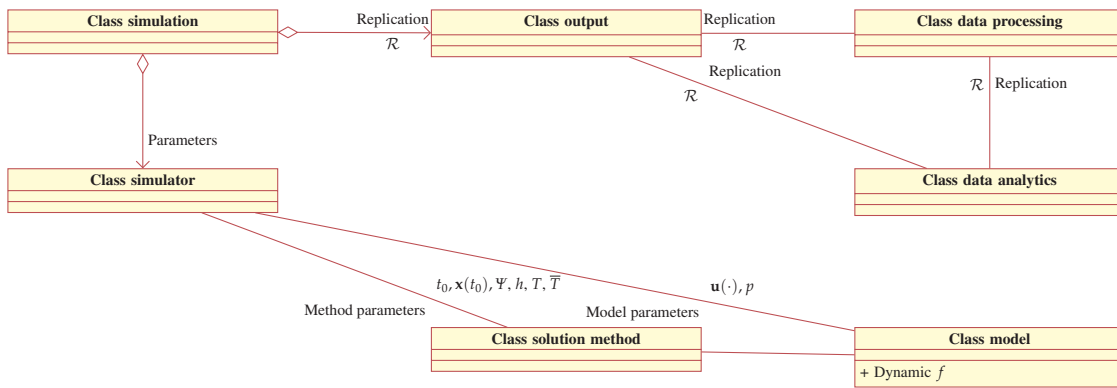 Class simulation
Replication
ℛ
Class output
Replication
ℛ
Class data processing
Replication
ℛ
ℛ
Replication
Parameters
Class simulator
Class data analytics
t₀, 𝐱(t₀), Ψ, h, T, T̅
𝐮(·), p
Method parameters
Model parameters
Class solution method
Class model
+ Dynamic f